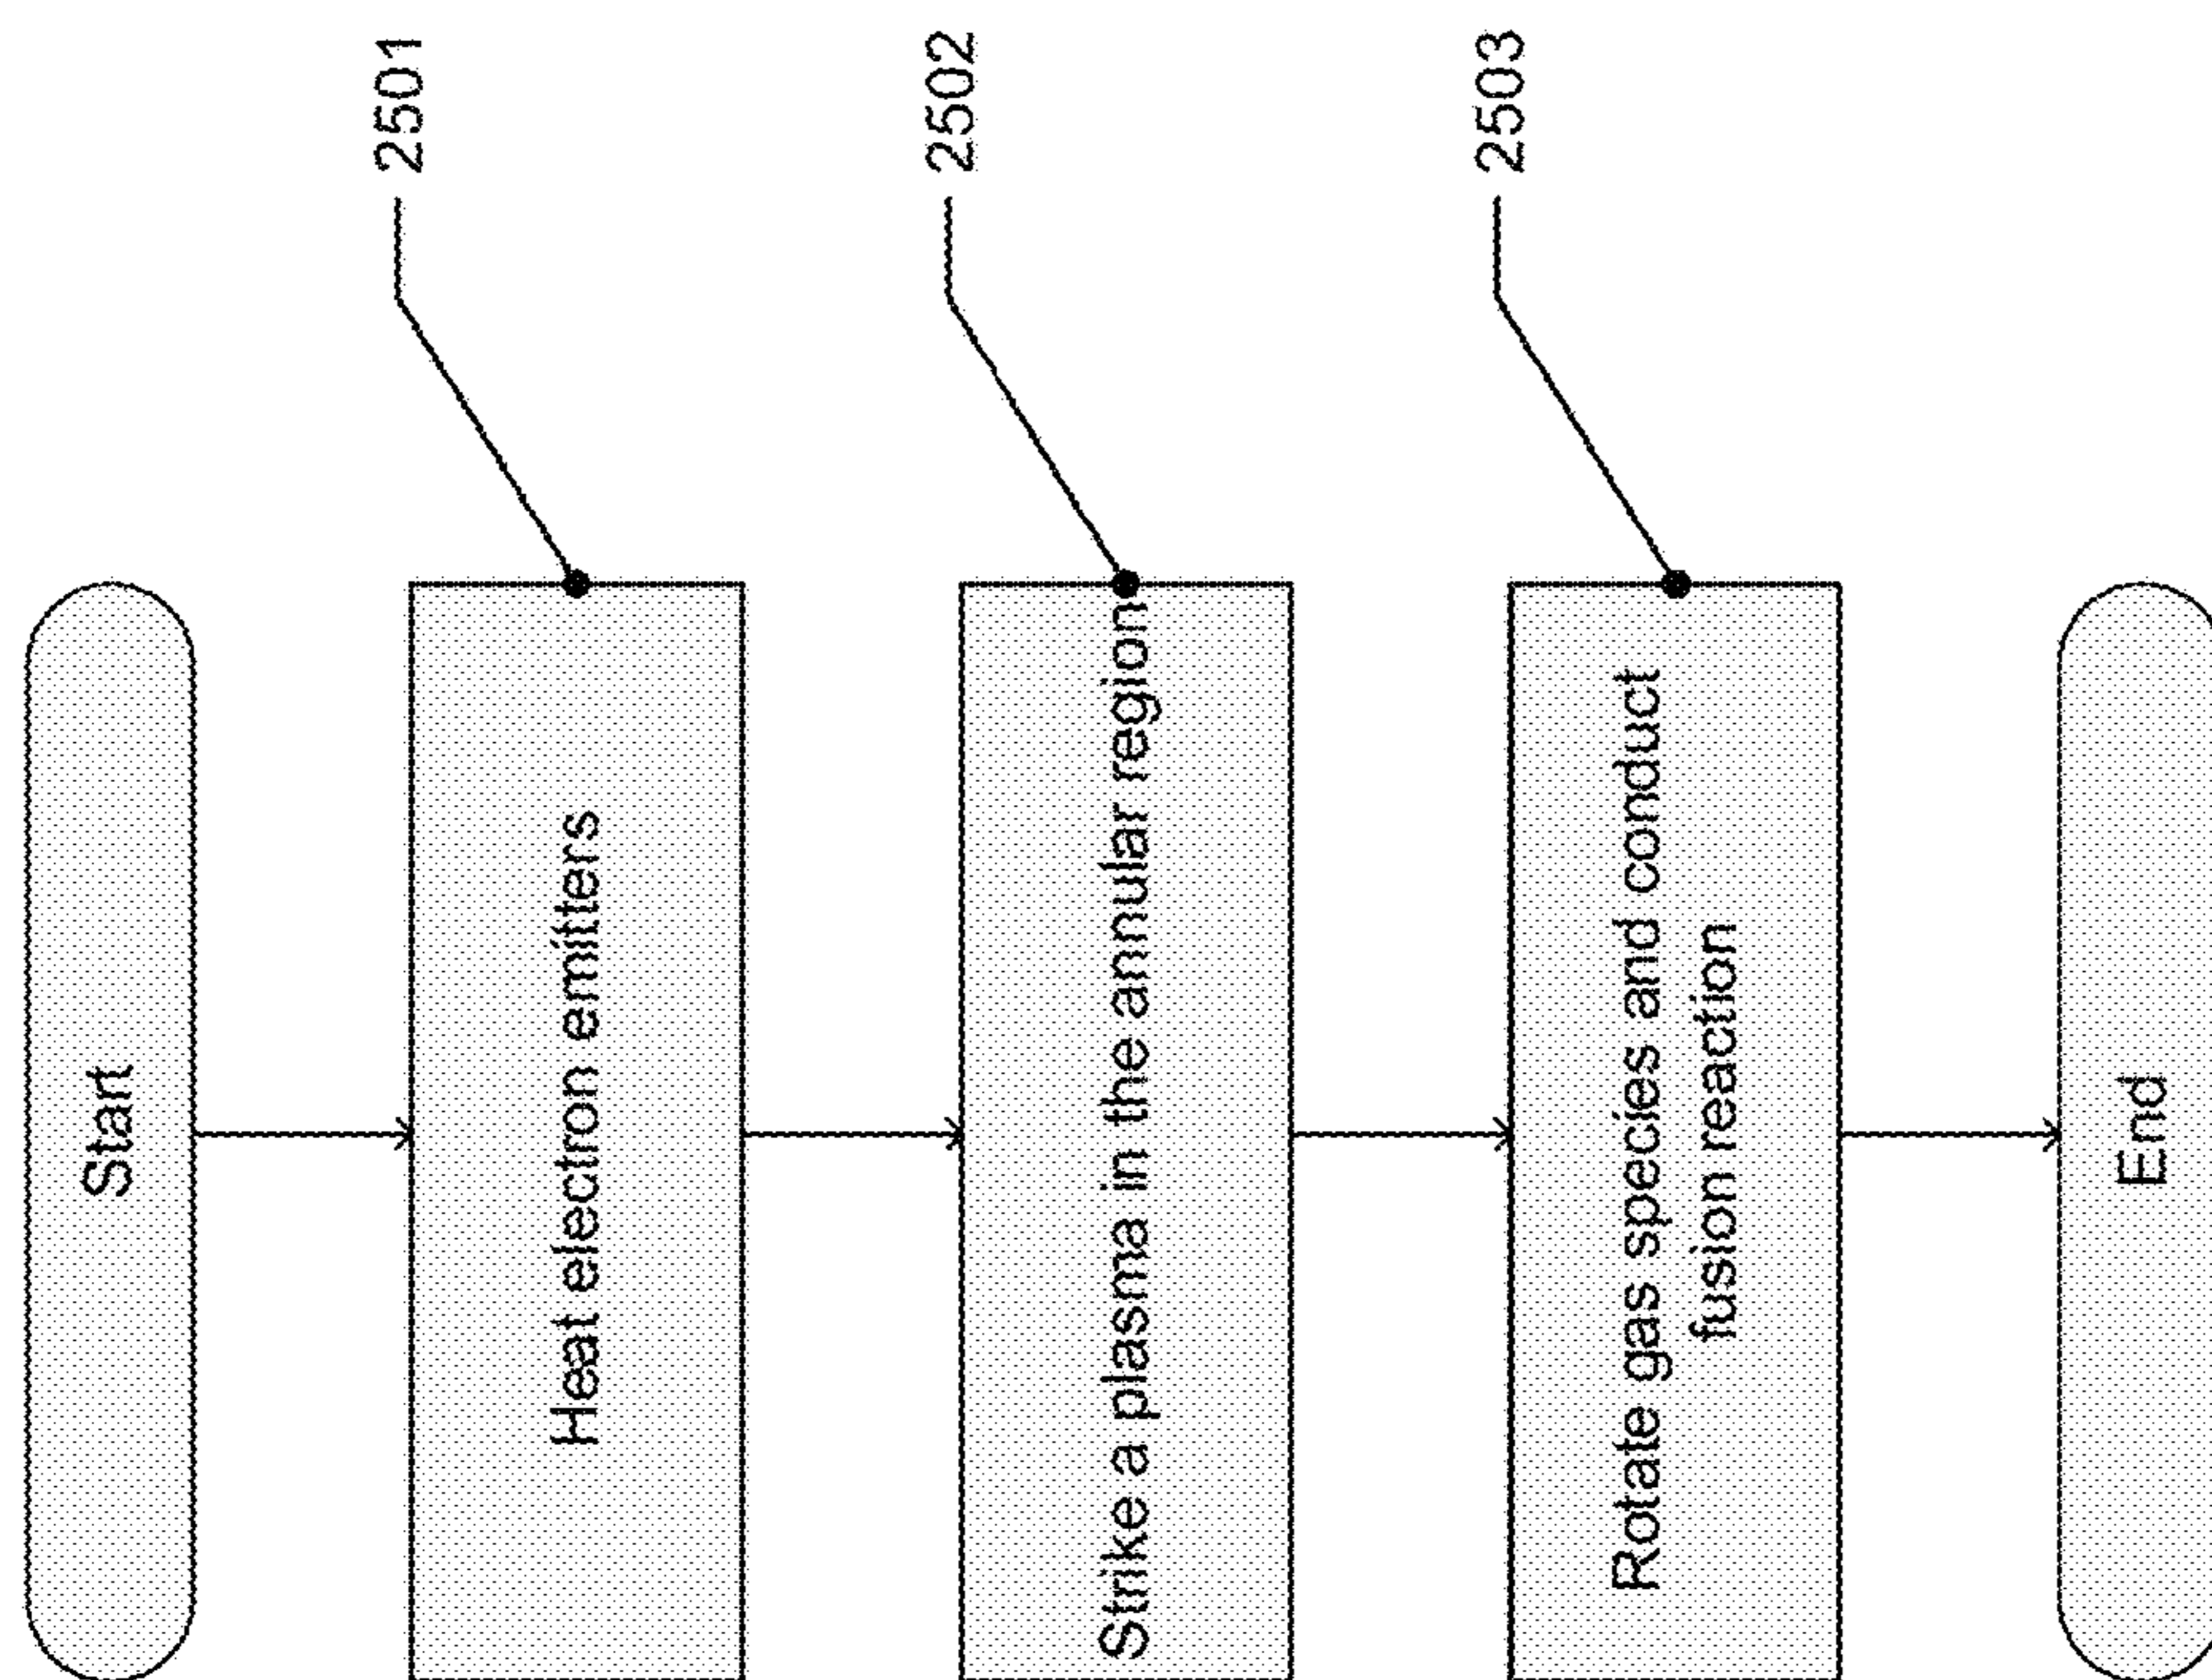 Start
Heat electron emitters
2501
Strike a plasma in the annular region
2502
Rotate gas species and conduct
fusion reaction
2503
End